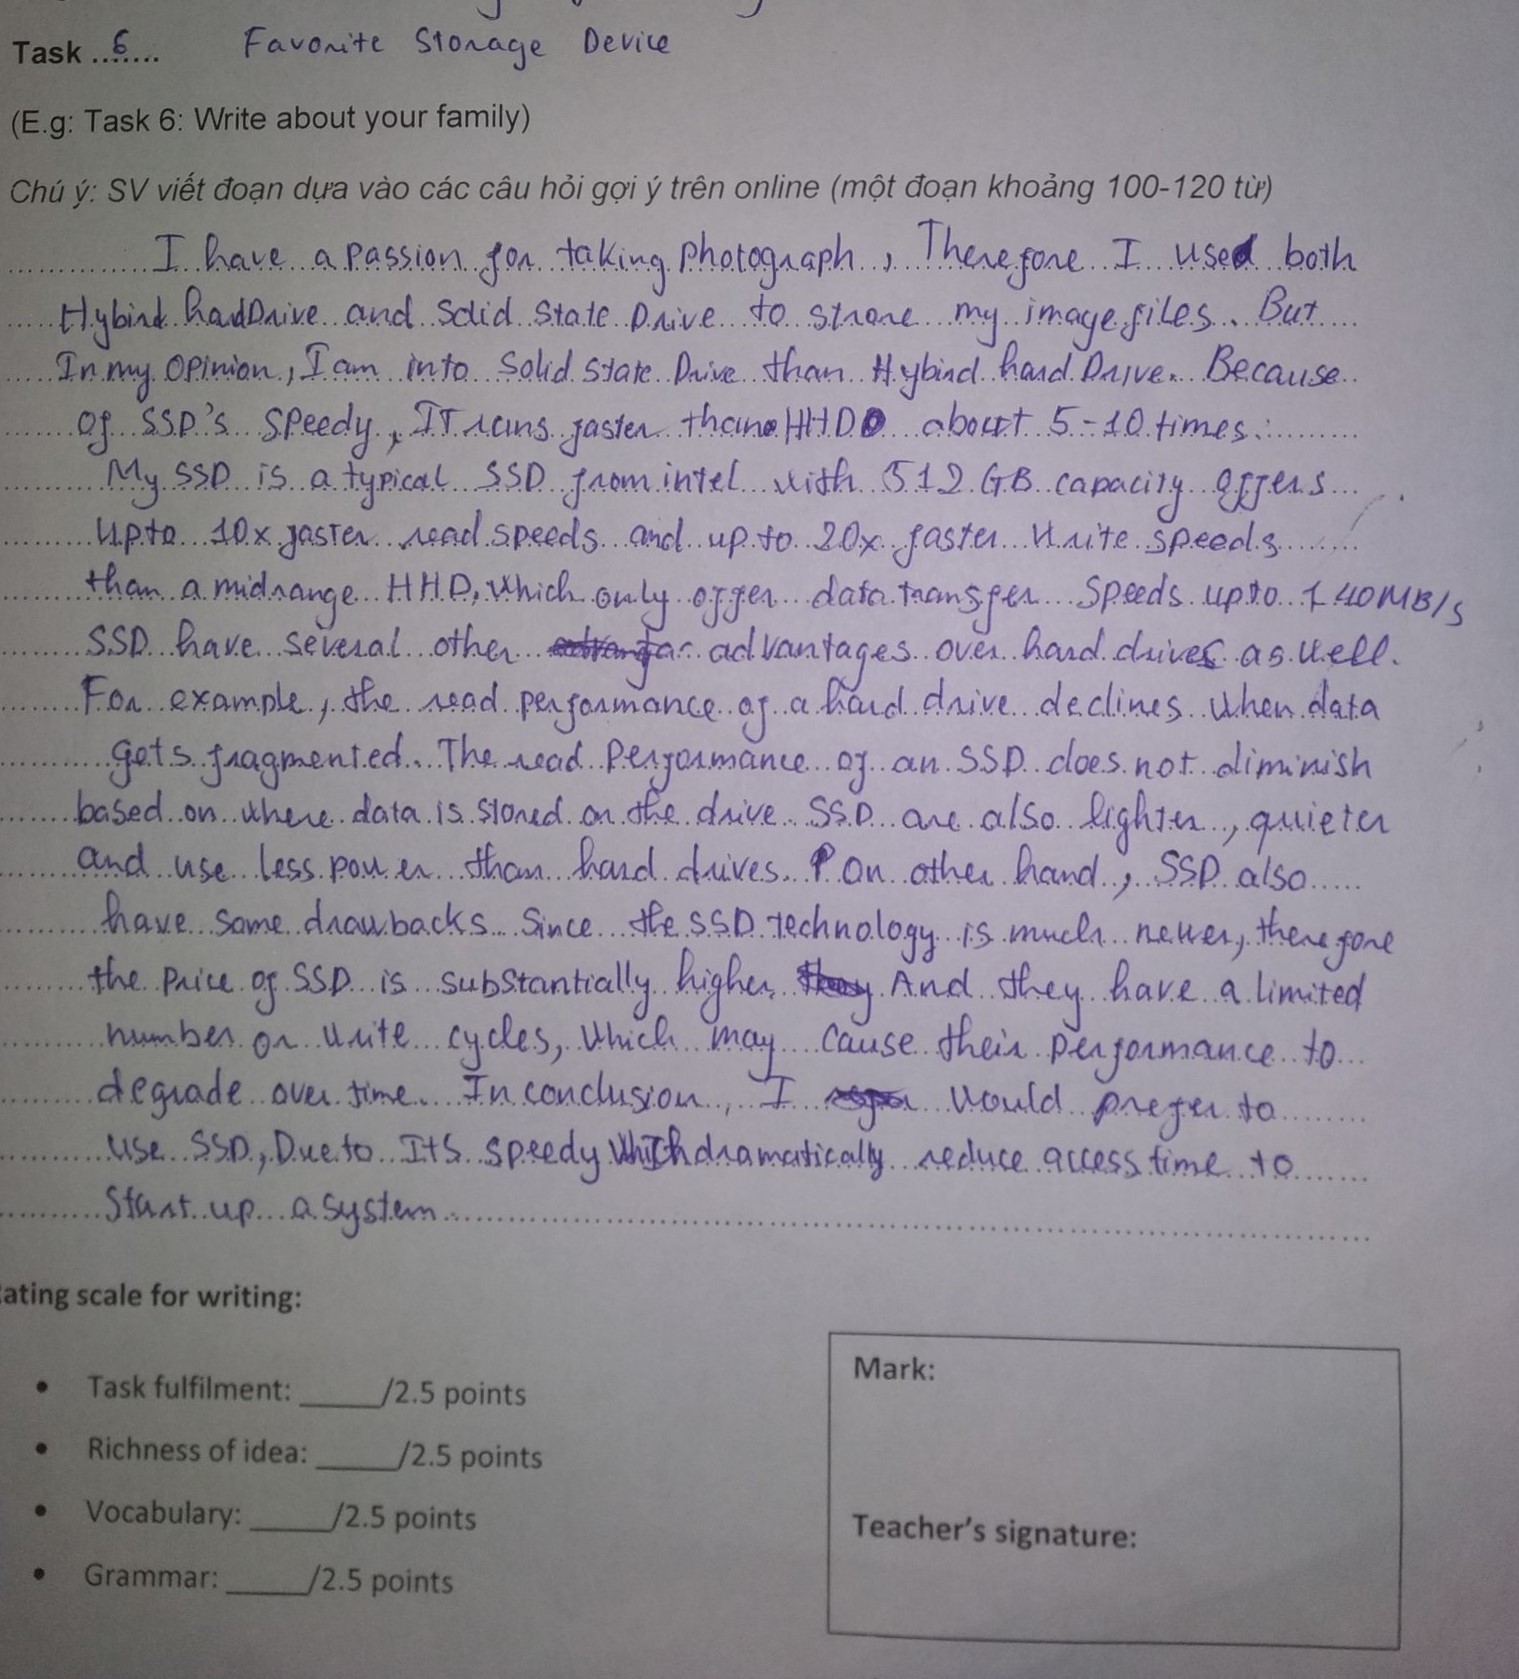 Task ..6..... Favorite Storage Device
(E.g: Task 6: Write about your family)
Chú ý: SV viết đoạn dựa vào các câu hỏi gợi ý trên online (một đoạn khoảng 100-120 từ)
I have a passion for taking photograph, Therefore I used both
Hybird hard Drive and Solid State Drive to strore my image files. But
In my Opinion, I am into Solid State Drive than Hybird hard Drive. Because
of SSD's Speedy, IT runs faster than HHD about 5-10 times.
My SSD is a typical SSD from intel with 512 GB capacity offers
Up to 10x faster read speeds and up to 20x faster write speeds
than a midrange HHD, which only offer data transfer Speeds up to 140MB/s
SSD have several other advantages over hard drives as well.
For example, the read performance of a hard drive declines when data
gets fragmented. The read Performance of an SSD does not diminish
based on where data is stored on the drive. SSD are also lighter, quieter
and use less power than hard drives. On other hand, SSD also
have some drawbacks. Since the SSD technology is much newer, therefore
the Price of SSD is substantially higher. And they have a limited
number or write cycles, which may cause their performance to
degrade over time. In conclusion, I would prefer to
use SSD, Due to Its speedy which dramatically reduce access time to
Start up a system.
ating scale for writing:
• Task fulfilment: _____/2.5 points
• Richness of idea: _____/2.5 points
• Vocabulary: _____/2.5 points
• Grammar: _____/2.5 points
Mark:
Teacher's signature: